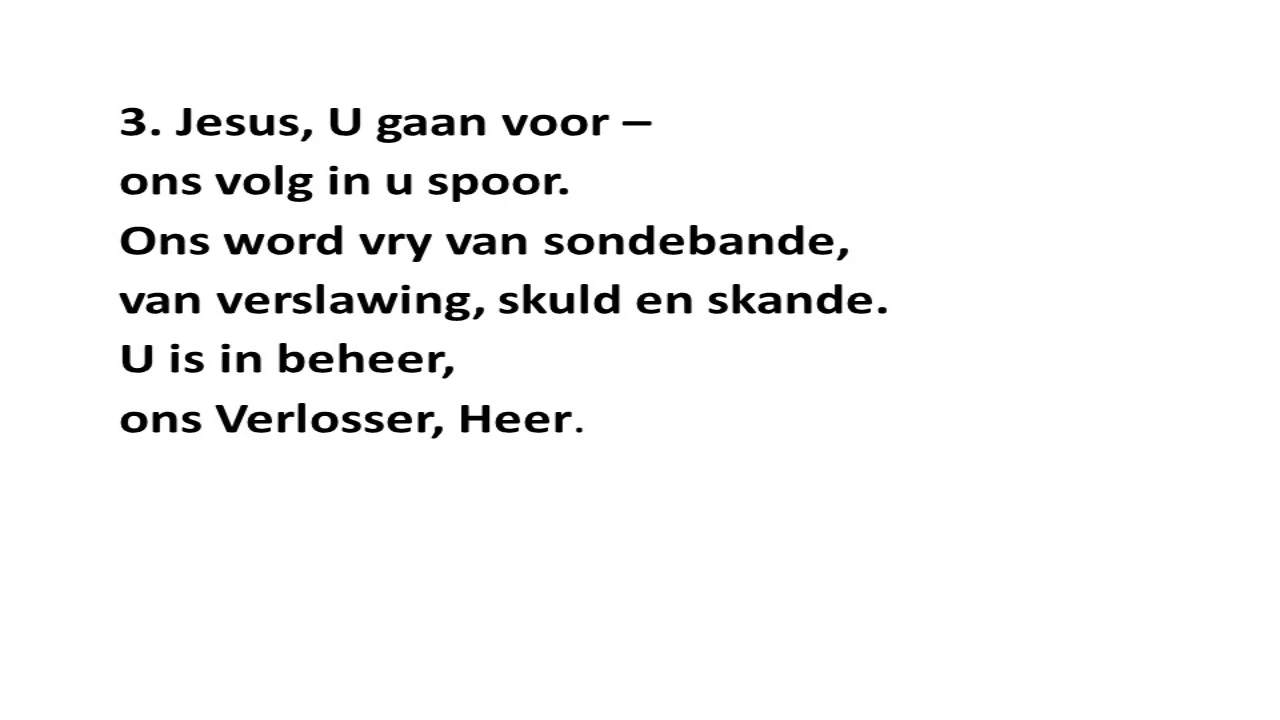 3. Jesus, U gaan voor –
ons volg in u spoor.
Ons word vry van sondebande,
van verslawing, skuld en skande.
U is in beheer,
ons Verlosser, Heer.